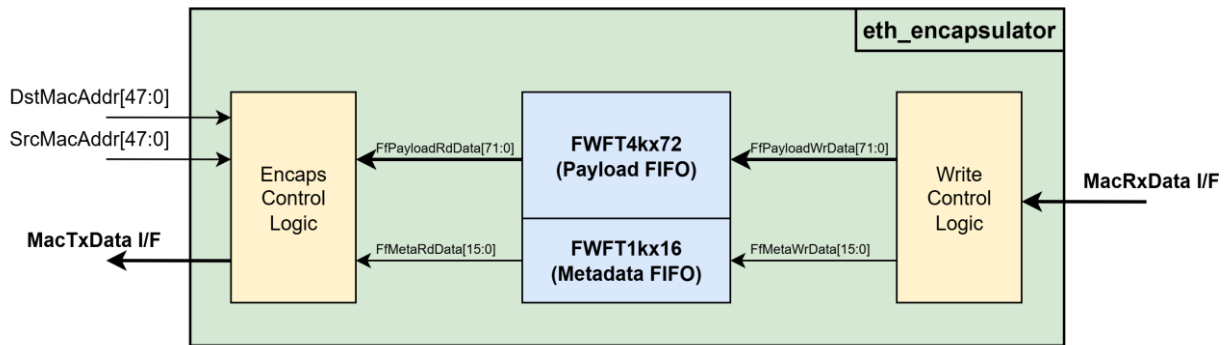 eth_encapsulator
DstMacAddr[47:0]
SrcMacAddr[47:0]
MacTxData I/F
Encaps
Control
Logic
FfPayloadRdData[71:0]
FfMetaRdData[15:0]
FWFT4kx72
(Payload FIFO)
FWFT1kx16
(Metadata FIFO)
FfPayloadWrData[71:0]
FfMetaWrData[15:0]
Write
Control
Logic
MacRxData I/F